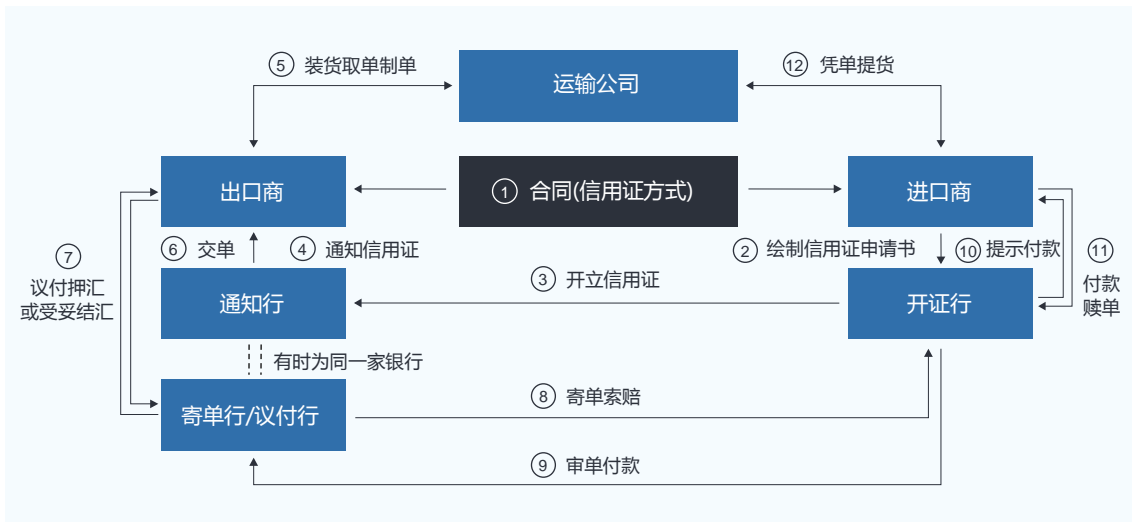 ⑤ 装货取单制单
运输公司
⑫ 凭单提货
出口商
① 合同(信用证方式)
进口商
⑦
议付押汇
或受妥结汇
⑥ 交单
④ 通知信用证
② 绘制信用证申请书
⑩ 提示付款
⑪
付款
赎单
通知行
③ 开立信用证
开证行
有时为同一家银行
寄单行/议付行
⑧ 寄单索赔
⑨ 审单付款